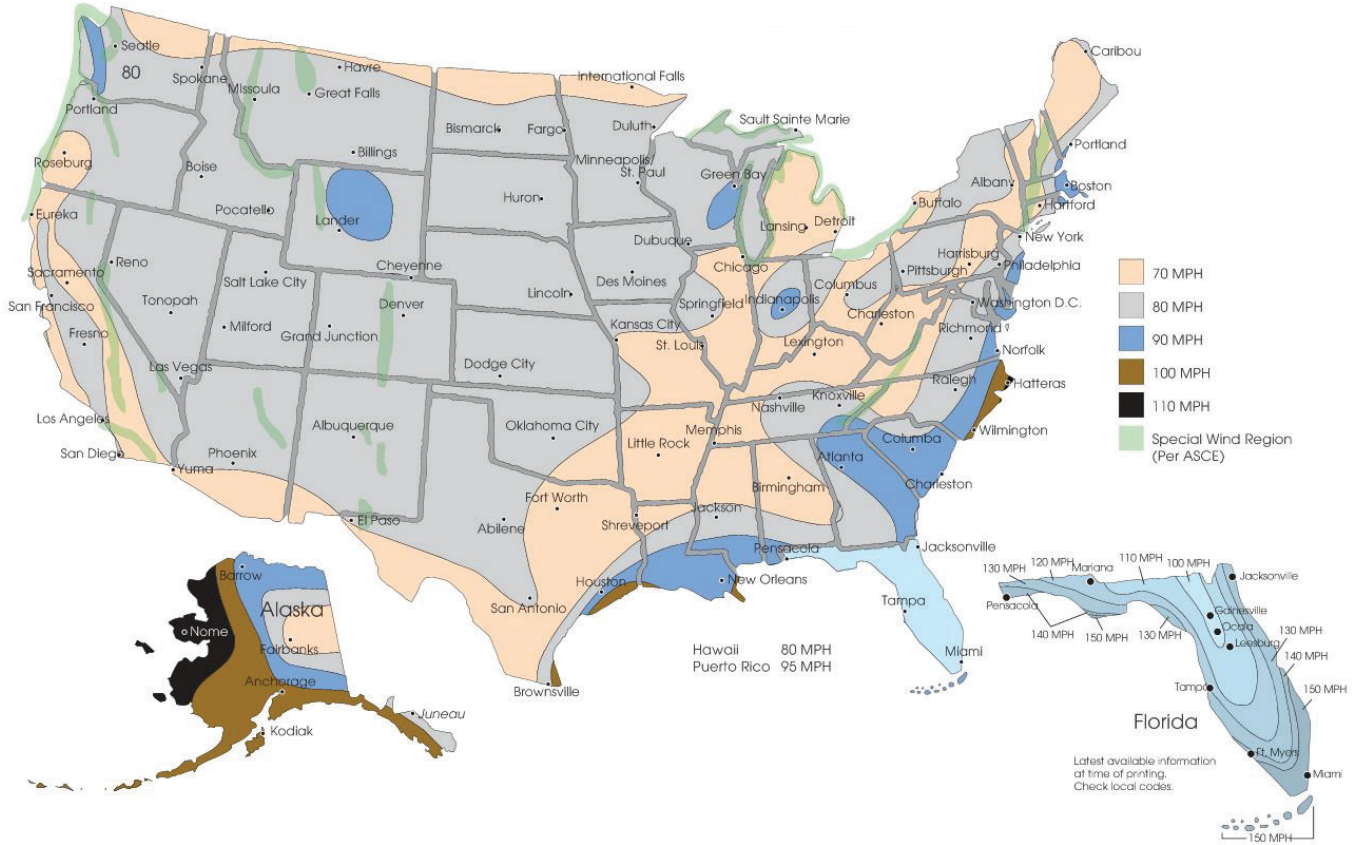 Seatle
80
Spokane
Missoula
Havre
Great Falls
International Falls
Caribou
Portland
Bismarck
Fargo
Duluth
Sault Sainte Marie
Portland
Roseburg
Boise
Billings
Minneapolis/
St. Paul
Green Bay
Albany
Boston
Eureka
Pocatello
Lander
Huron
Lansing
Detroit
Buffalo
Hartford
New York
Sacramento
Reno
Salt Lake City
Cheyenne
Dubuque
Chicago
Harrisburg
Pittsburgh
Philadelphia
San Francisco
Tonopah
Lincoln
Des Moines
Springfield
Indianapolis
Columbus
Washington D.C.
Fresno
Milford
Grand Junction
Denver
Kansas City
St. Louis
Lexington
Charleston
Richmond
Norfolk
Las Vegas
Dodge City
Nashville
Knoxville
Ralegh
Hatteras
Los Angeles
San Diego
Phoenix
Albuquerque
Oklahoma City
Little Rock
Memphis
Atlanta
Columba
Wilmington
Yuma
El Paso
Abilene
Fort Worth
Shreveport
Jackson
Birmingham
Charleston
San Antonio
Houston
New Orleans
Pensacola
Jacksonville
Brownsville
Tampa
Miami
70 MPH
80 MPH
90 MPH
100 MPH
110 MPH
Special Wind Region
(Per ASCE)
Barrow
Alaska
Nome
Fairbanks
Anchorage
Kodiak
Juneau
Hawaii 80 MPH
Puerto Rico 95 MPH
130 MPH
120 MPH
Mariana
110 MPH
100 MPH
Jacksonville
Pensacola
140 MPH
150 MPH
130 MPH
Gainesville
Ocala
Leesburg
130 MPH
140 MPH
150 MPH
Tampa
Florida
Ft. Myers
Miami
Latest available information
at time of printing.
Check local codes.
150 MPH